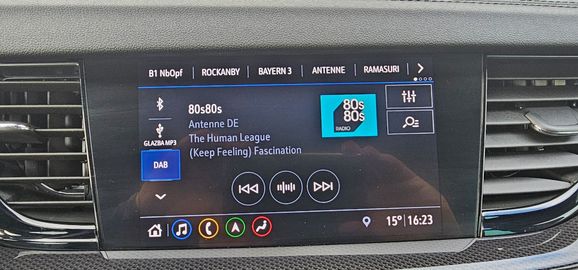 B1 NbOpf ROCKANBY BAYERN 3 ANTENNE RAMASURI
80s80s
Antenne DE
The Human League
(Keep Feeling) Fascination
80s
80s
RADIO
GLAZBA MP3
DAB
15° 16:23